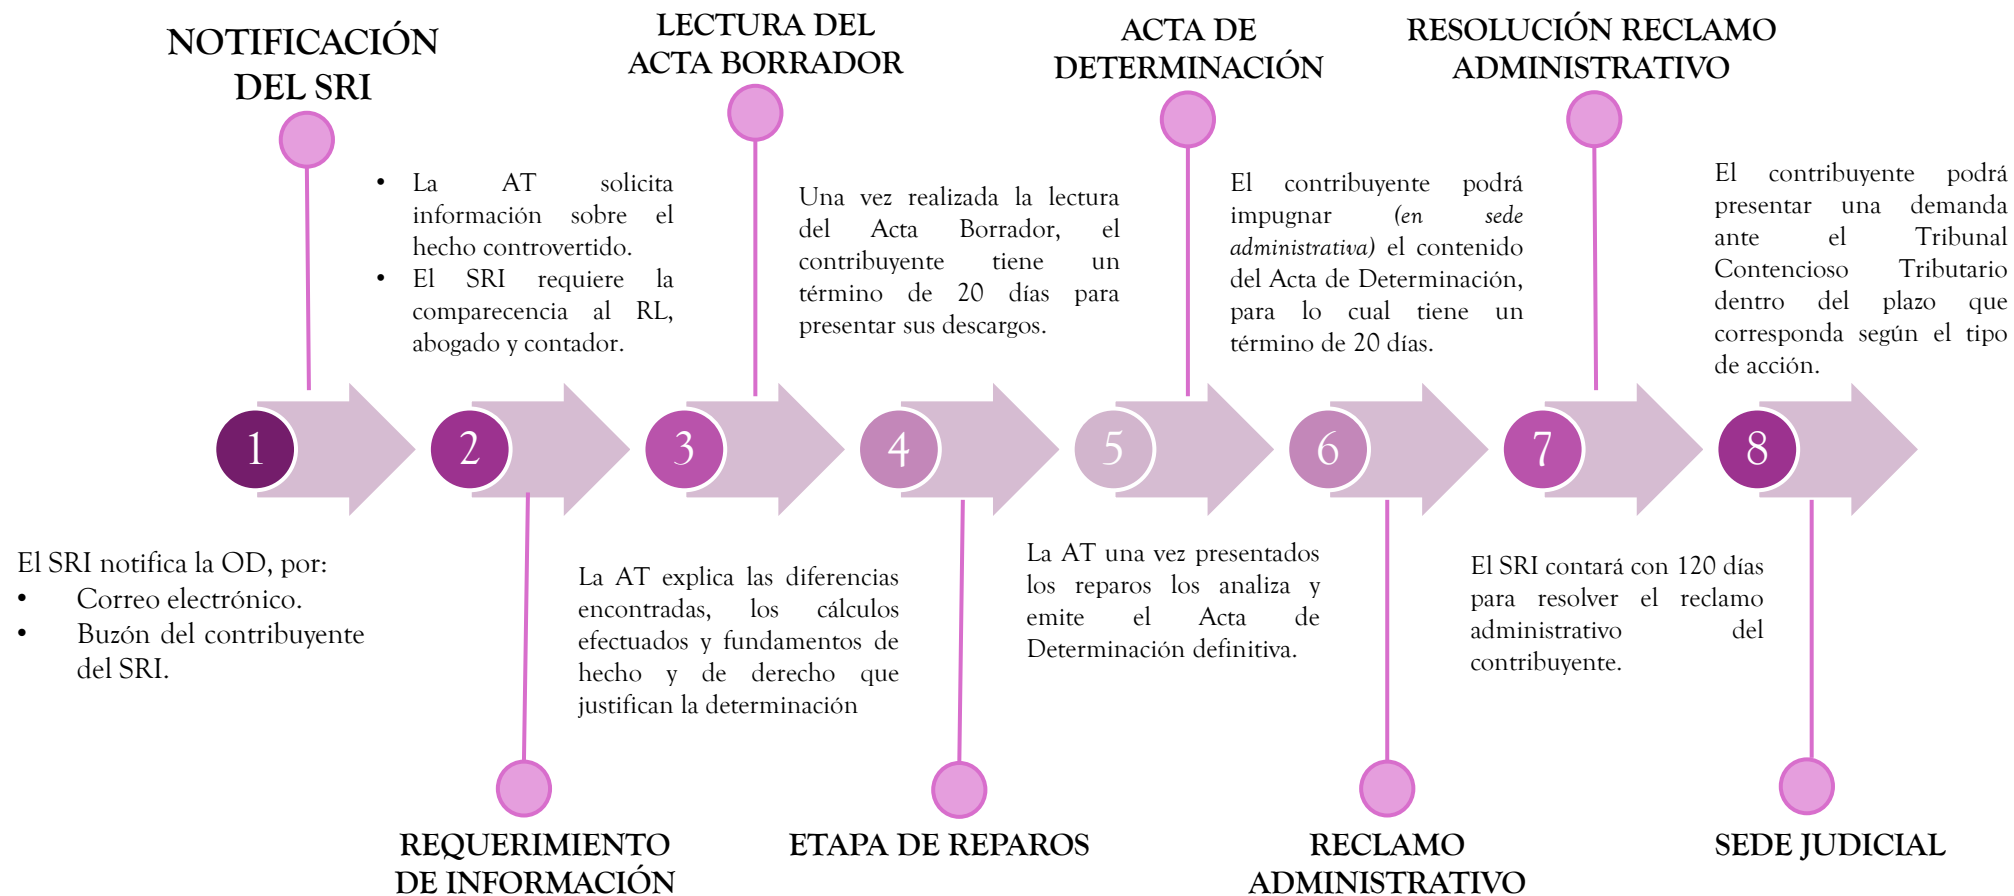 NOTIFICACIÓN
DEL SRI
1
El SRI notifica la OD, por:
• Correo electrónico.
• Buzón del contribuyente
del SRI.
• La AT solicita
información sobre el
hecho controvertido.
• El SRI requiere la
comparecencia al RL,
abogado y contador.
2
REQUERIMIENTO
DE INFORMACIÓN
LECTURA DEL
ACTA BORRADOR
3
La AT explica las diferencias
encontradas, los cálculos
efectuados y fundamentos de
hecho y de derecho que
justifican la determinación
Una vez realizada la lectura
del Acta Borrador, el
contribuyente tiene un
término de 20 días para
presentar sus descargos.
4
ETAPA DE REPAROS
ACTA DE
DETERMINACIÓN
5
La AT una vez presentados
los reparos los analiza y
emite el Acta de
Determinación definitiva.
El contribuyente podrá
impugnar (en sede
administrativa) el contenido
del Acta de Determinación,
para lo cual tiene un
término de 20 días.
6
RECLAMO
ADMINISTRATIVO
RESOLUCIÓN RECLAMO
ADMINISTRATIVO
7
El SRI contará con 120 días
para resolver el reclamo
administrativo del
contribuyente.
El contribuyente podrá
presentar una demanda
ante el Tribunal
Contencioso Tributario
dentro del plazo que
corresponda según el tipo
de acción.
8
SEDE JUDICIAL